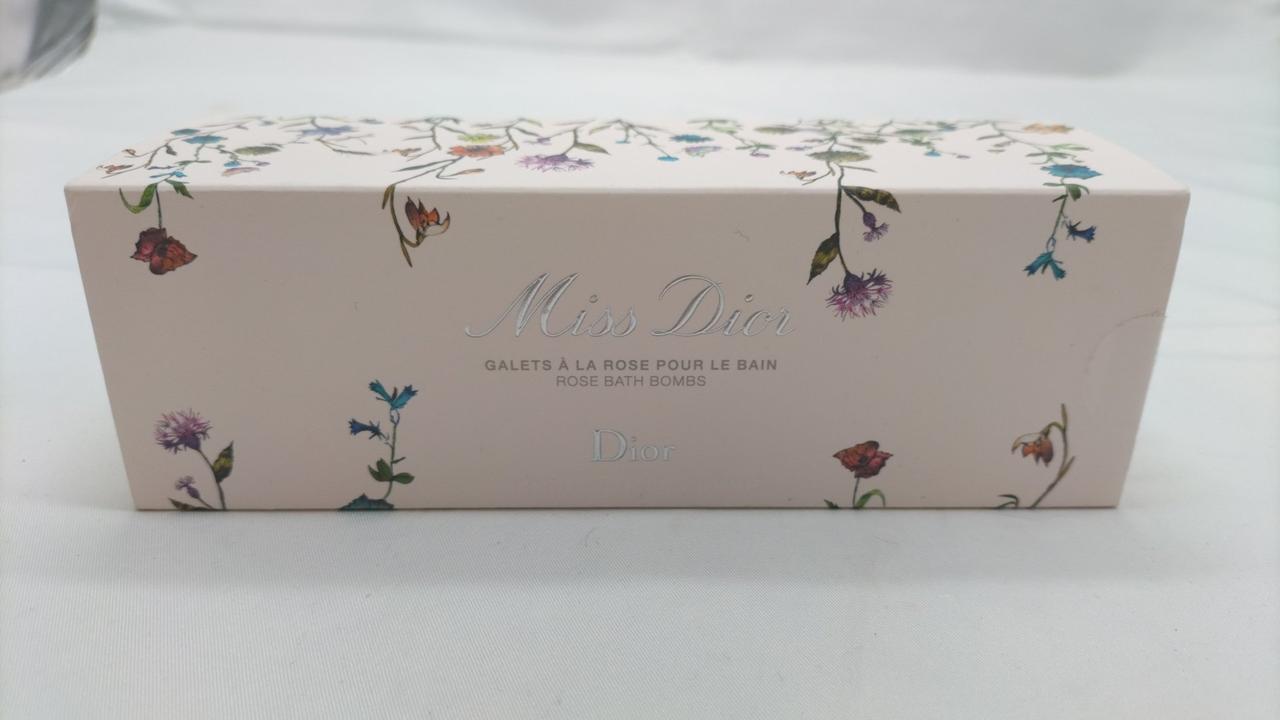 Miss Dior
GALETS À LA ROSE POUR LE BAIN
ROSE BATH BOMBS
Dior